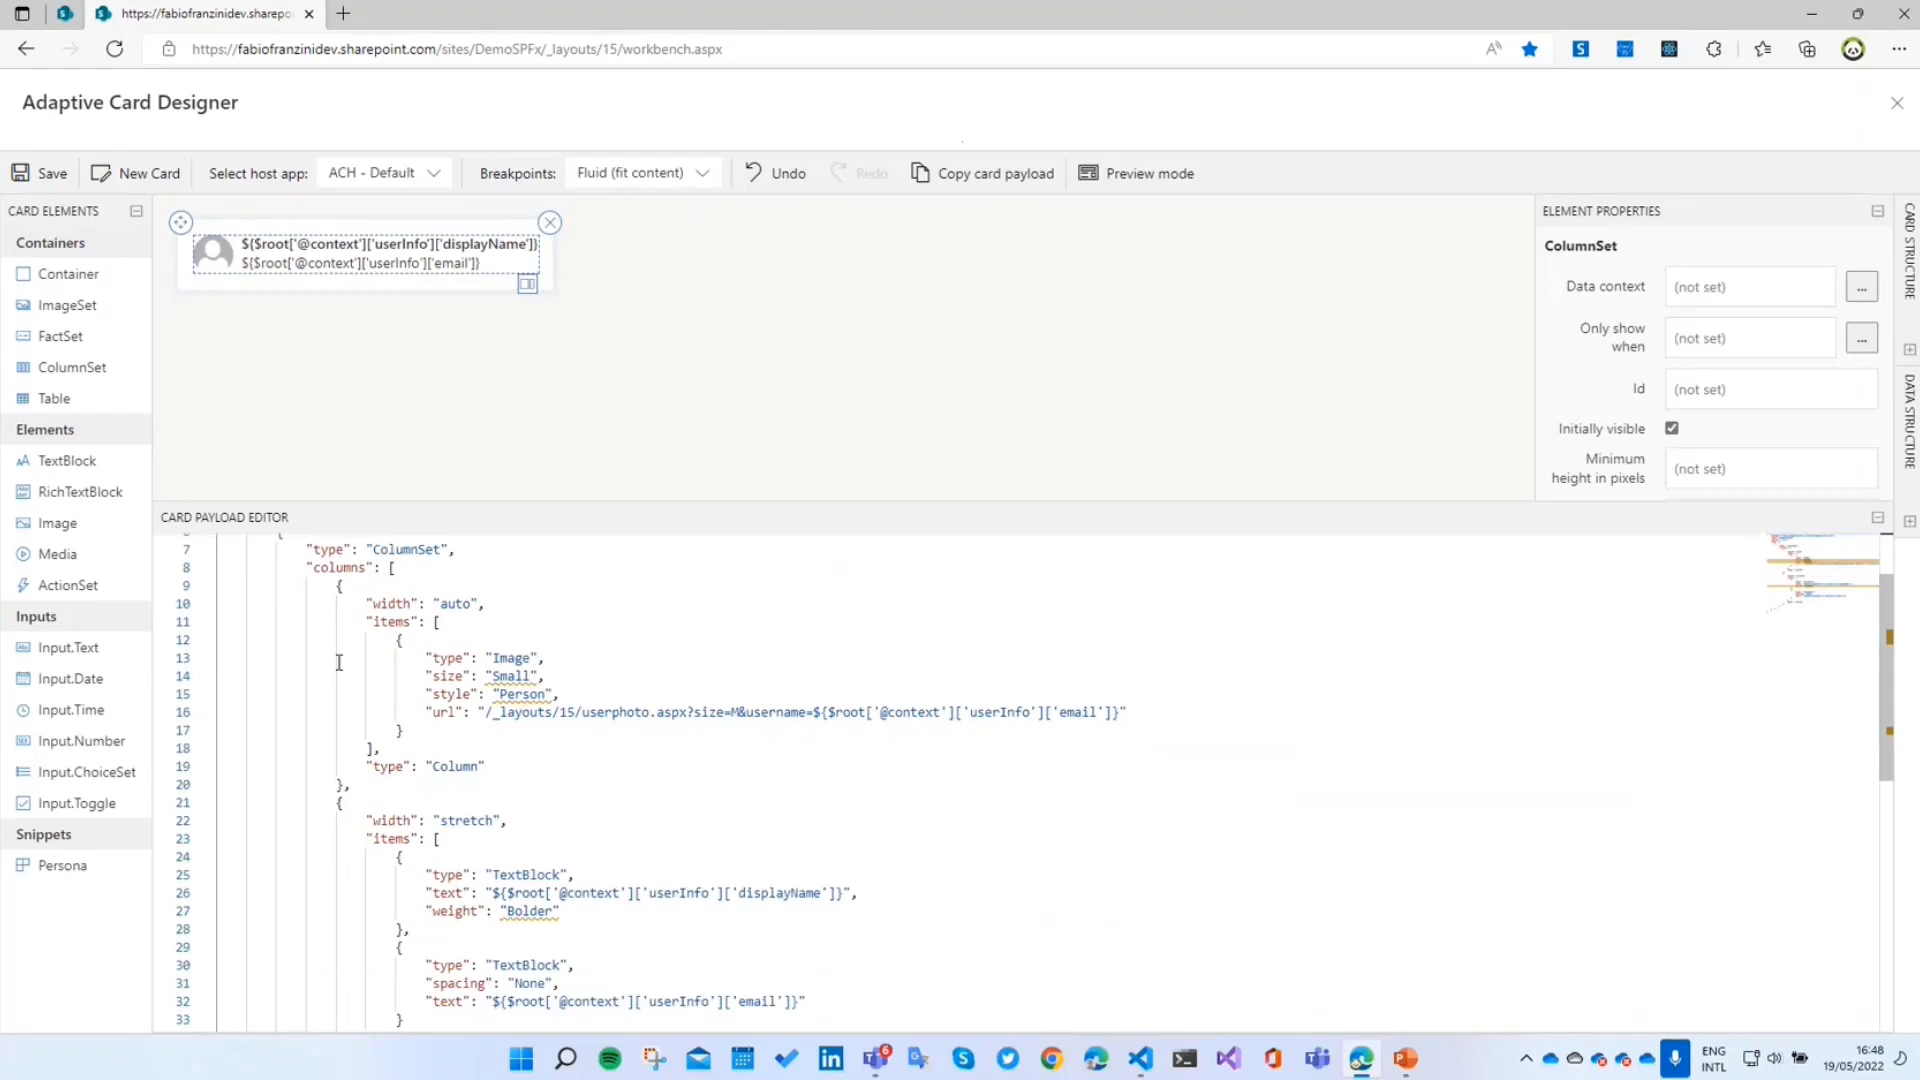 https://fabiofranzinidev.sharepo
https://fabiofranzinidev.sharepoint.com/sites/DemoSPFx/_layouts/15/workbench.aspx
Adaptive Card Designer
Save
New Card
Select host app:
ACH - Default
Breakpoints:
Fluid (fit content)
Undo
Redo
Copy card payload
Preview mode
CARD ELEMENTS
Containers
Container
ImageSet
FactSet
ColumnSet
Table
Elements
TextBlock
RichTextBlock
Image
Media
ActionSet
Inputs
Input.Text
Input.Date
Input.Time
Input.Number
Input.ChoiceSet
Input.Toggle
Snippets
Persona
${$root['@context']['userInfo']['displayName']}
${$root['@context']['userInfo']['email']}
ELEMENT PROPERTIES
ColumnSet
Data context
(not set)
...
Only show
when
(not set)
...
Id
(not set)
Initially visible
Minimum
height in pixels
(not set)
CARD STRUCTURE
DATA STRUCTURE
CARD PAYLOAD EDITOR
7 "type": "ColumnSet",
8 "columns": [
9 {
10 "width": "auto",
11 "items": [
12 {
13 "type": "Image",
14 "size": "Small",
15 "style": "Person",
16 "url": "/_layouts/15/userphoto.aspx?size=M&username=${$root['@context']['userInfo']['email']}"
17 }
18 ],
19 "type": "Column"
20 },
21 {
22 "width": "stretch",
23 "items": [
24 {
25 "type": "TextBlock",
26 "text": "${$root['@context']['userInfo']['displayName']}",
27 "weight": "Bolder"
28 },
29 {
30 "type": "TextBlock",
31 "spacing": "None",
32 "text": "${$root['@context']['userInfo']['email']}"
33 }
6
ENG
INTL
16:48
19/05/2022